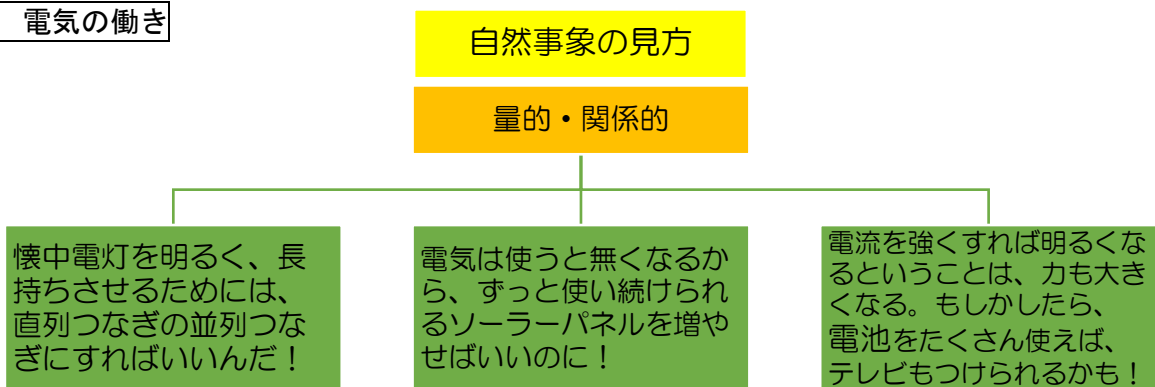 電気の働き
自然事象の見方
量的・関係的
懐中電灯を明るく、長
持ちさせるためには、
直列つなぎの並列つな
ぎにすればいいんだ！
電気は使うと無くなるか
ら、ずっと使い続けられ
るソーラーパネルを増や
せばいいのに！
電流を強くすれば明るくな
るということは、力も大き
くなる。もしかしたら、
電池をたくさん使えば、
テレビもつけられるかも！